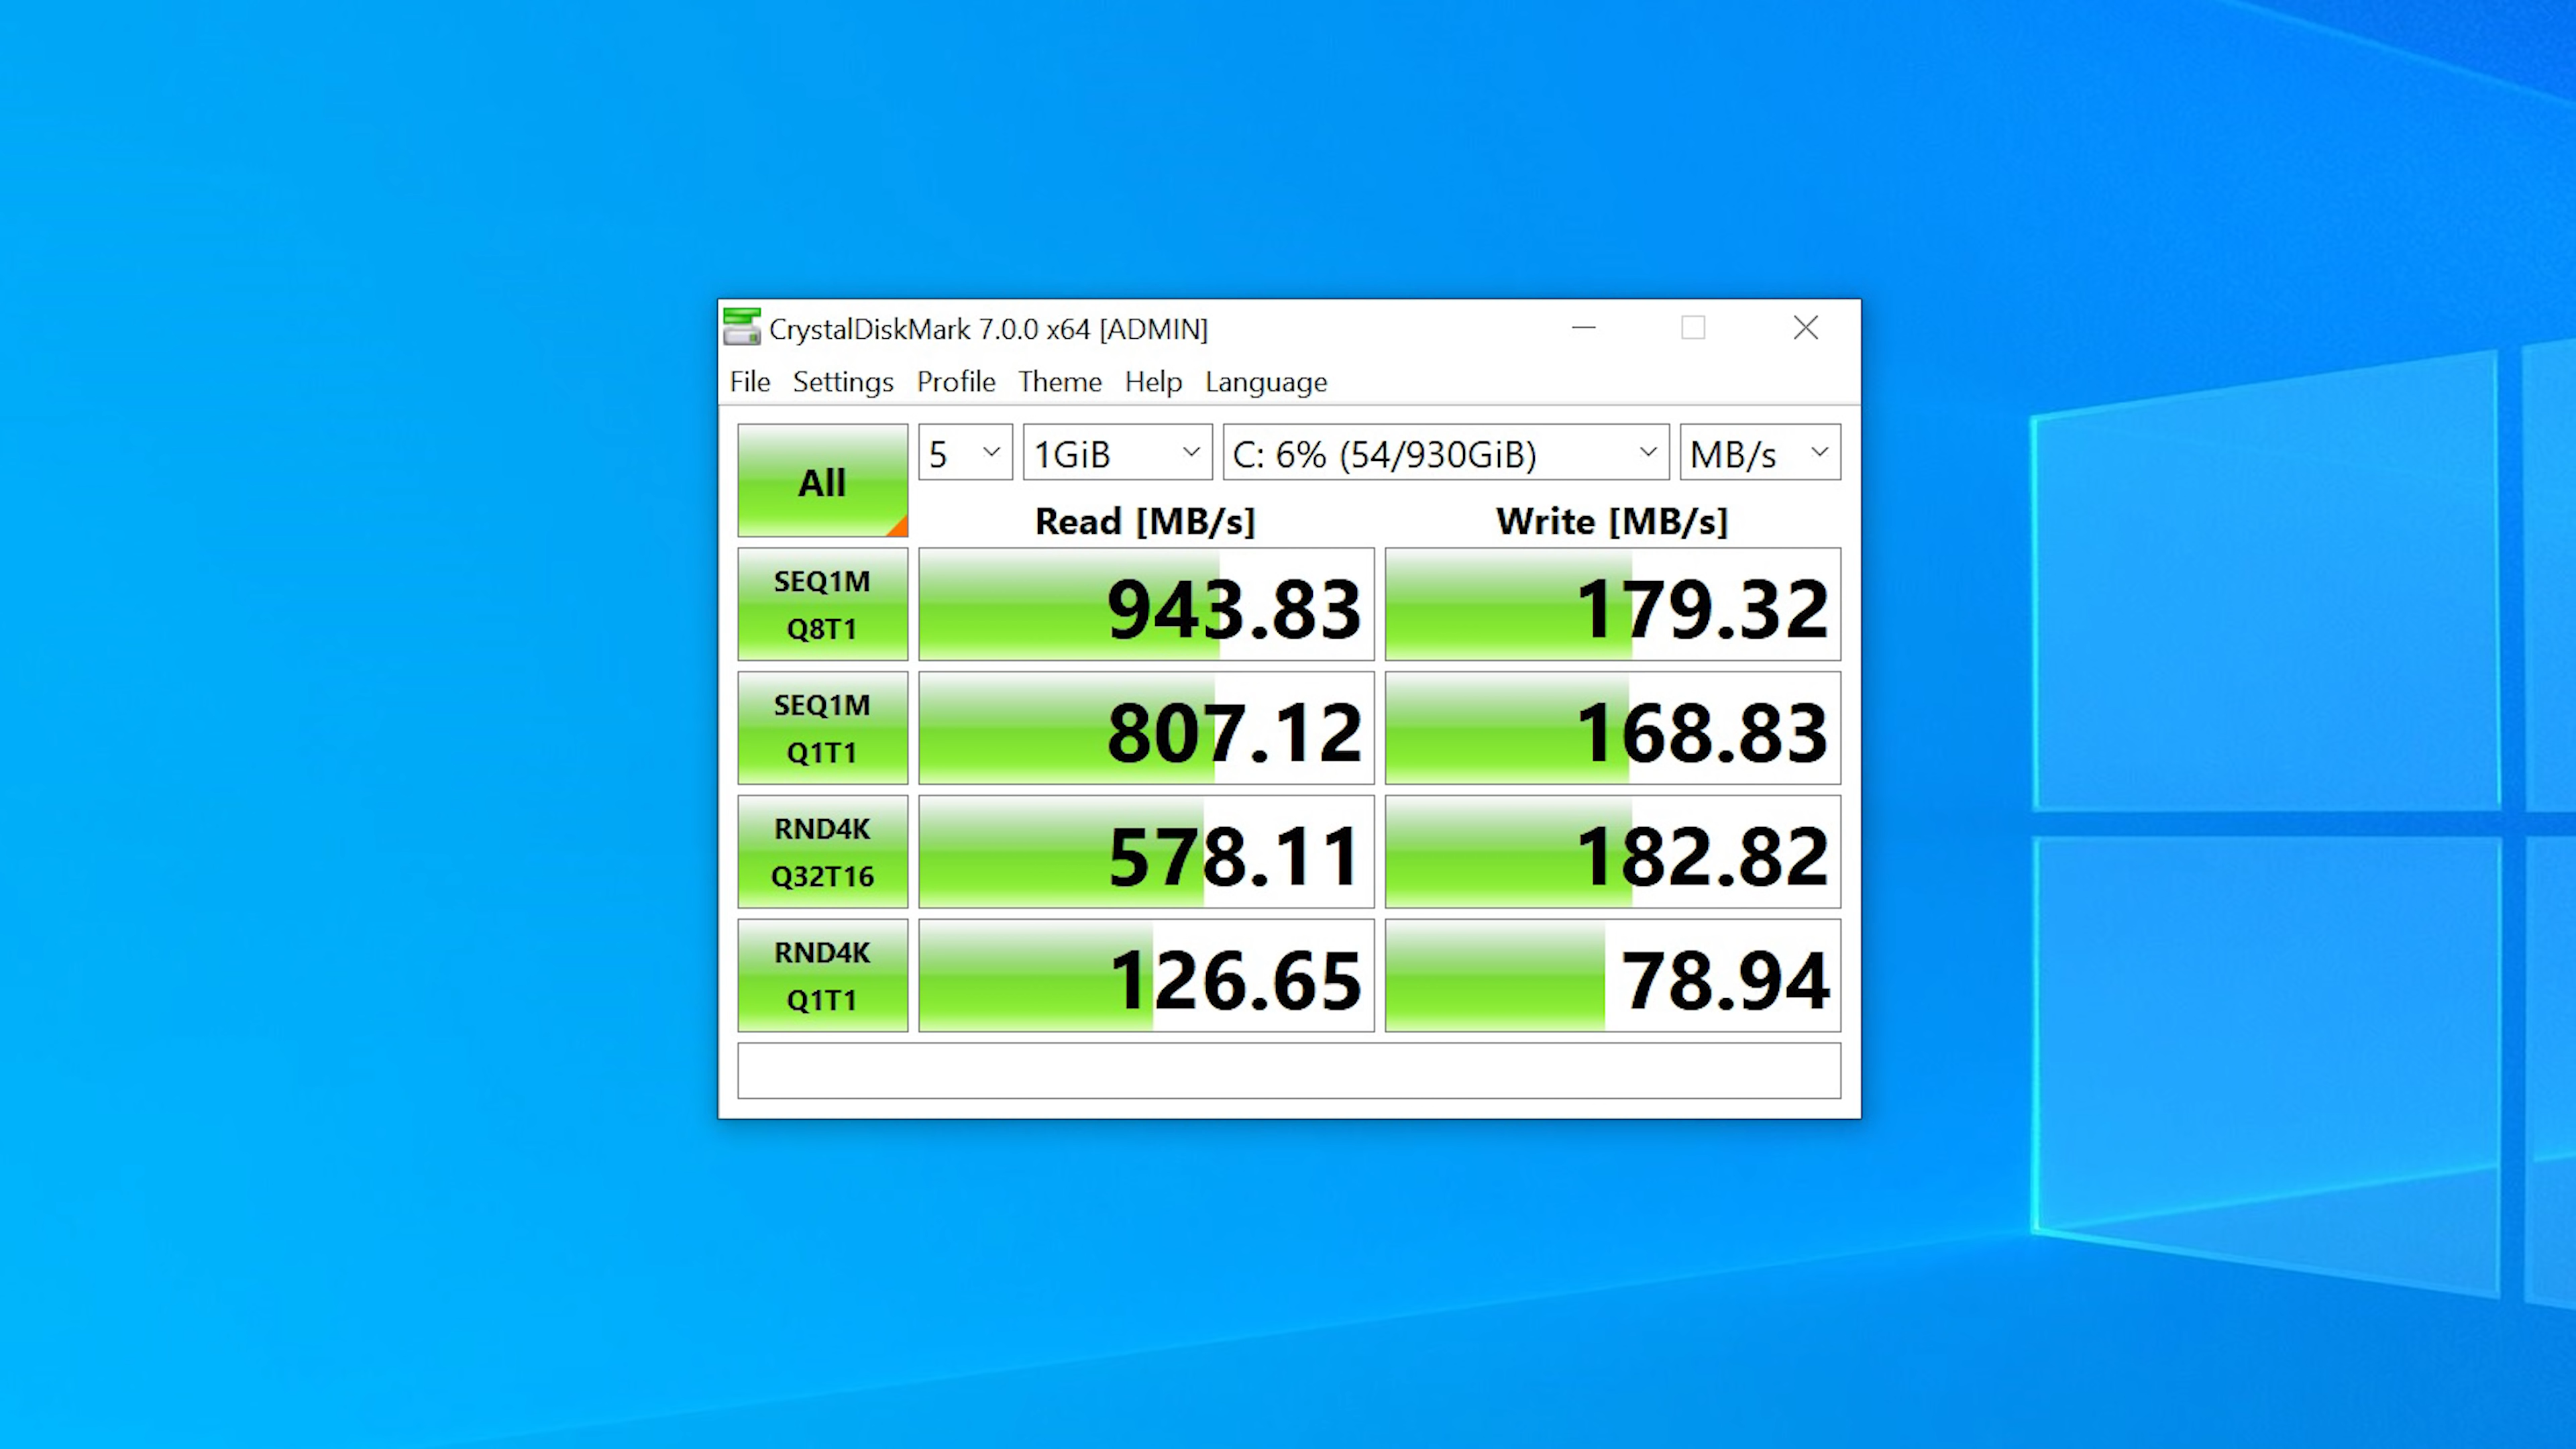 CrystalDiskMark 7.0.0 x64 [ADMIN]
File Settings Profile Theme Help Language
All 5 1GiB C: 6% (54/930GiB) MB/s
Read [MB/s] Write [MB/s]
SEQ1M
Q8T1
943.83 179.32
SEQ1M
Q1T1
807.12 168.83
RND4K
Q32T16
578.11 182.82
RND4K
Q1T1
126.65 78.94